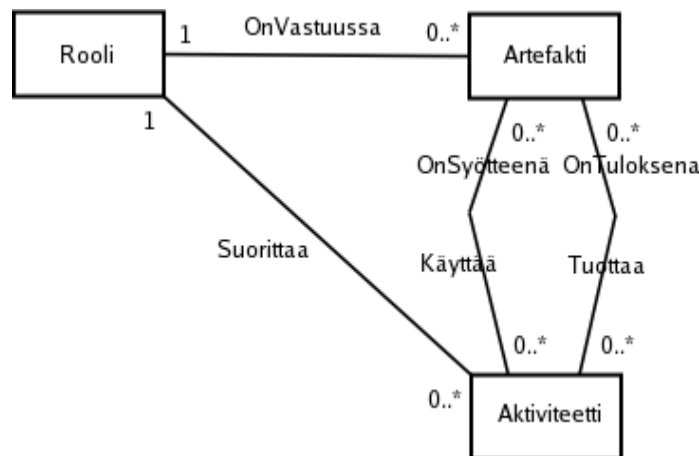 OnVastuussa
Rooli
1
0..*
Artefakti
1
0..*
0..*
OnSyötteenä
OnTuloksena
Suorittaa
Käyttää
Tuottaa
0..*
0..*
0..*
Aktiviteetti